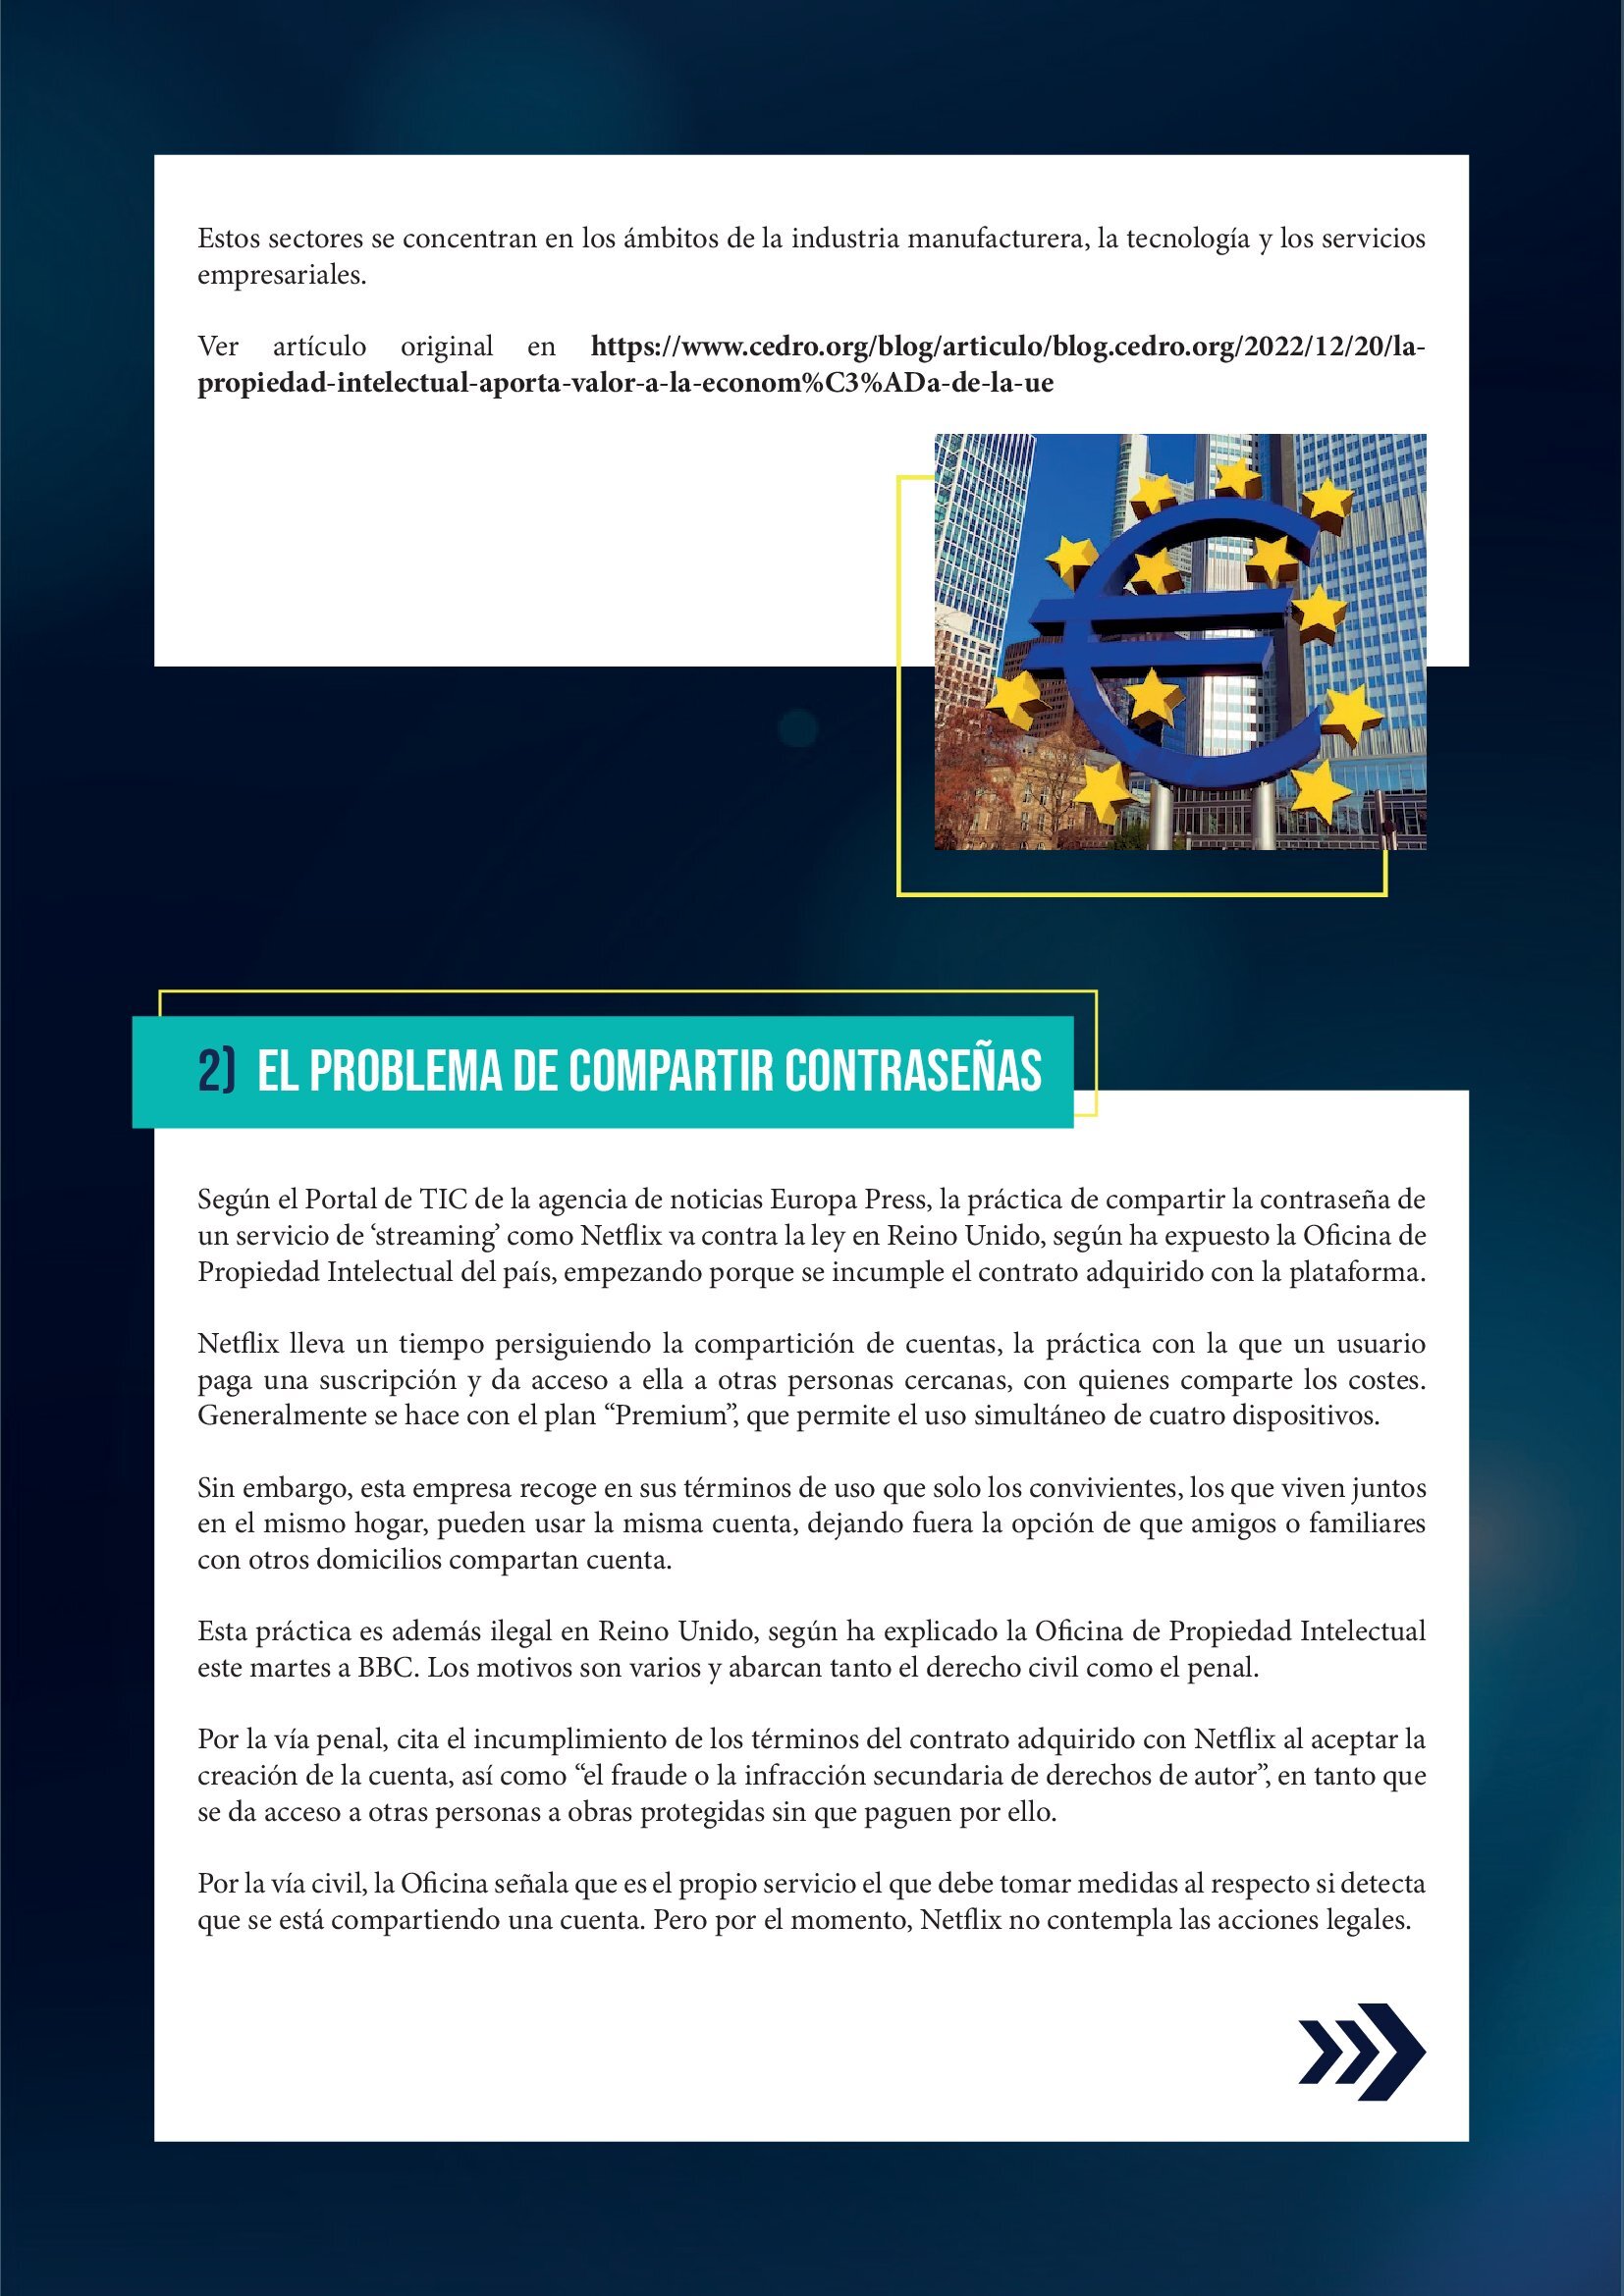 Estos sectores se concentran en los ámbitos de la industria manufacturera, la tecnología y los servicios
empresariales.
Ver artículo original en https://www.cedro.org/blog/articulo/blog.cedro.org/2022/12/20/la-
propiedad-intelectual-aporta-valor-a-la-econom%C3%ADa-de-la-ue
2) EL PROBLEMA DE COMPARTIR CONTRASEÑAS
Según el Portal de TIC de la agencia de noticias Europa Press, la práctica de compartir la contraseña de
un servicio de ‘streaming’ como Netflix va contra la ley en Reino Unido, según ha expuesto la Oficina de
Propiedad Intelectual del país, empezando porque se incumple el contrato adquirido con la plataforma.
Netflix lleva un tiempo persiguiendo la compartición de cuentas, la práctica con la que un usuario
paga una suscripción y da acceso a ella a otras personas cercanas, con quienes comparte los costes.
Generalmente se hace con el plan “Premium”, que permite el uso simultáneo de cuatro dispositivos.
Sin embargo, esta empresa recoge en sus términos de uso que solo los convivientes, los que viven juntos
en el mismo hogar, pueden usar la misma cuenta, dejando fuera la opción de que amigos o familiares
con otros domicilios compartan cuenta.
Esta práctica es además ilegal en Reino Unido, según ha explicado la Oficina de Propiedad Intelectual
este martes a BBC. Los motivos son varios y abarcan tanto el derecho civil como el penal.
Por la vía penal, cita el incumplimiento de los términos del contrato adquirido con Netflix al aceptar la
creación de la cuenta, así como “el fraude o la infracción secundaria de derechos de autor”, en tanto que
se da acceso a otras personas a obras protegidas sin que paguen por ello.
Por la vía civil, la Oficina señala que es el propio servicio el que debe tomar medidas al respecto si detecta
que se está compartiendo una cuenta. Pero por el momento, Netflix no contempla las acciones legales.